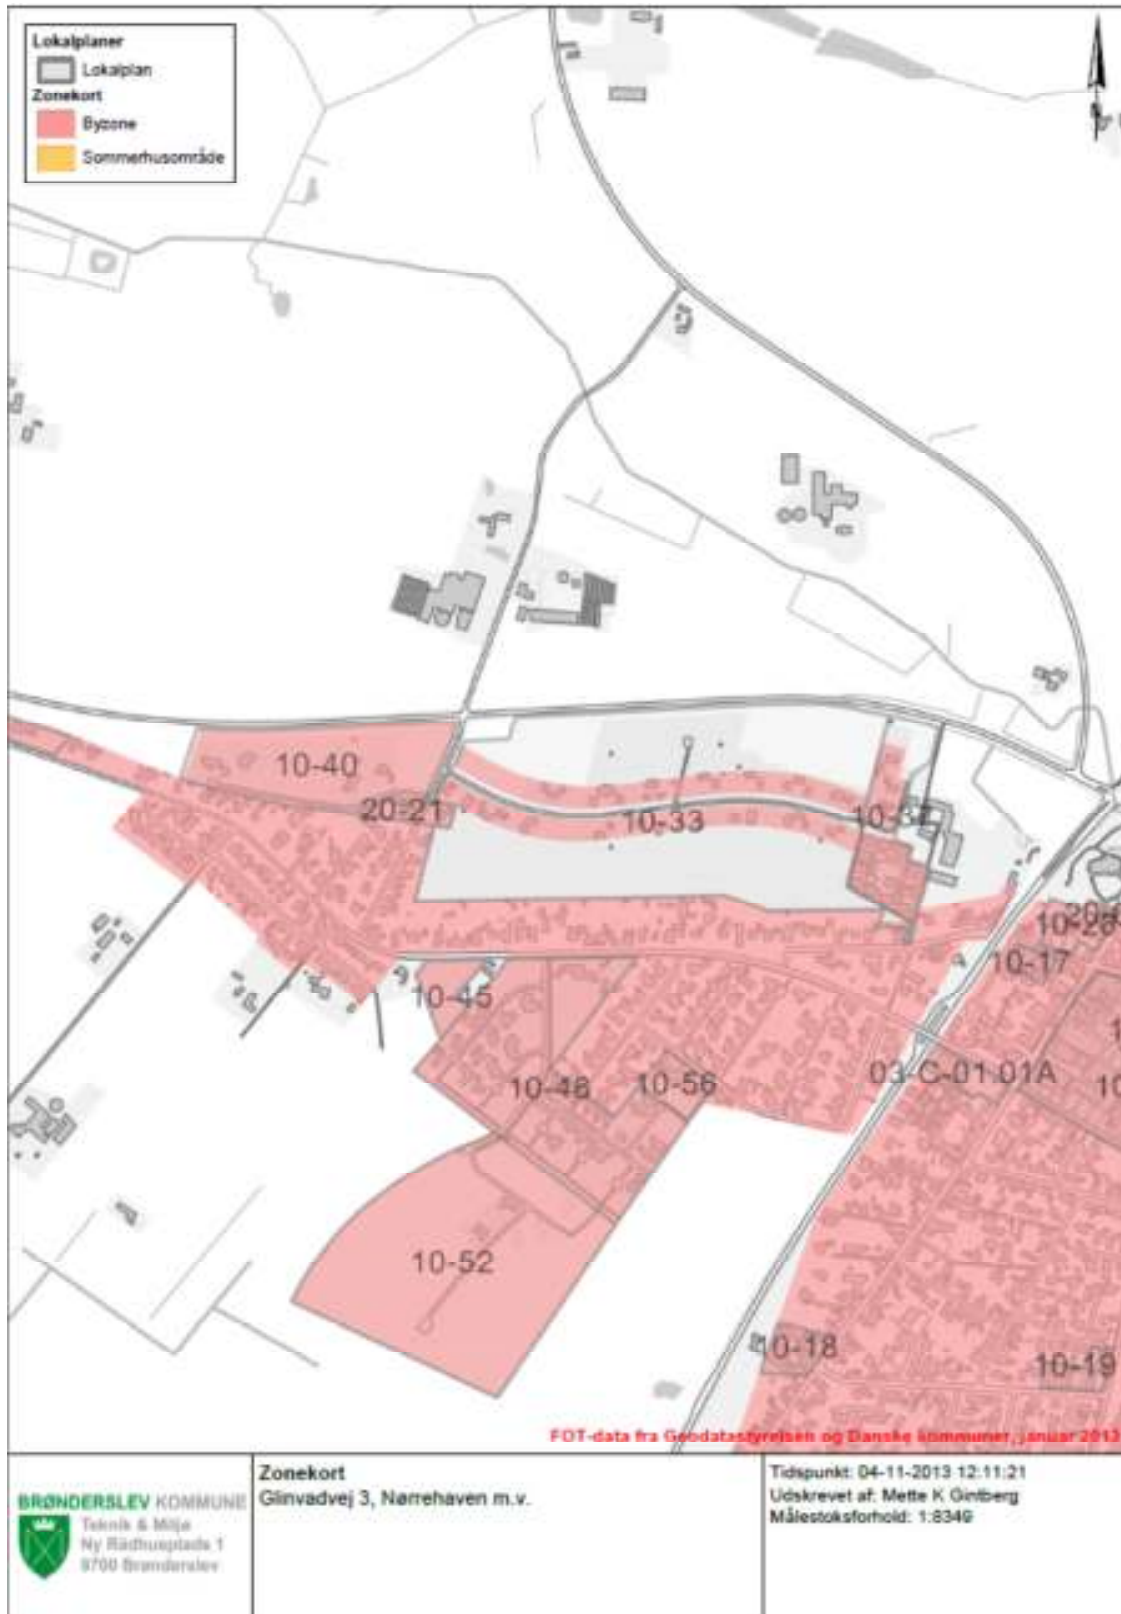 Lokalplaner
Lokalplan
Zonekort
Byzone
Sommerhusområde
10-40
20-21
10-33
10-37
10-17
10-45
03-C-01.01A
10-48
10-56
10-52
10-18
10-19
FOT-data fra Geodatastyrelsen og Danske kommuner, januar 2013
BRØNDERSLEV KOMMUNE
Teknik & Miljø
Ny Rådhusplads 1
9700 Brønderslev
Zonekort
Glinvadvej 3, Nørrehaven m.v.
Tidspunkt: 04-11-2013 12:11:21
Udskrevet af: Mette K Gintberg
Målestoksforhold: 1:8349